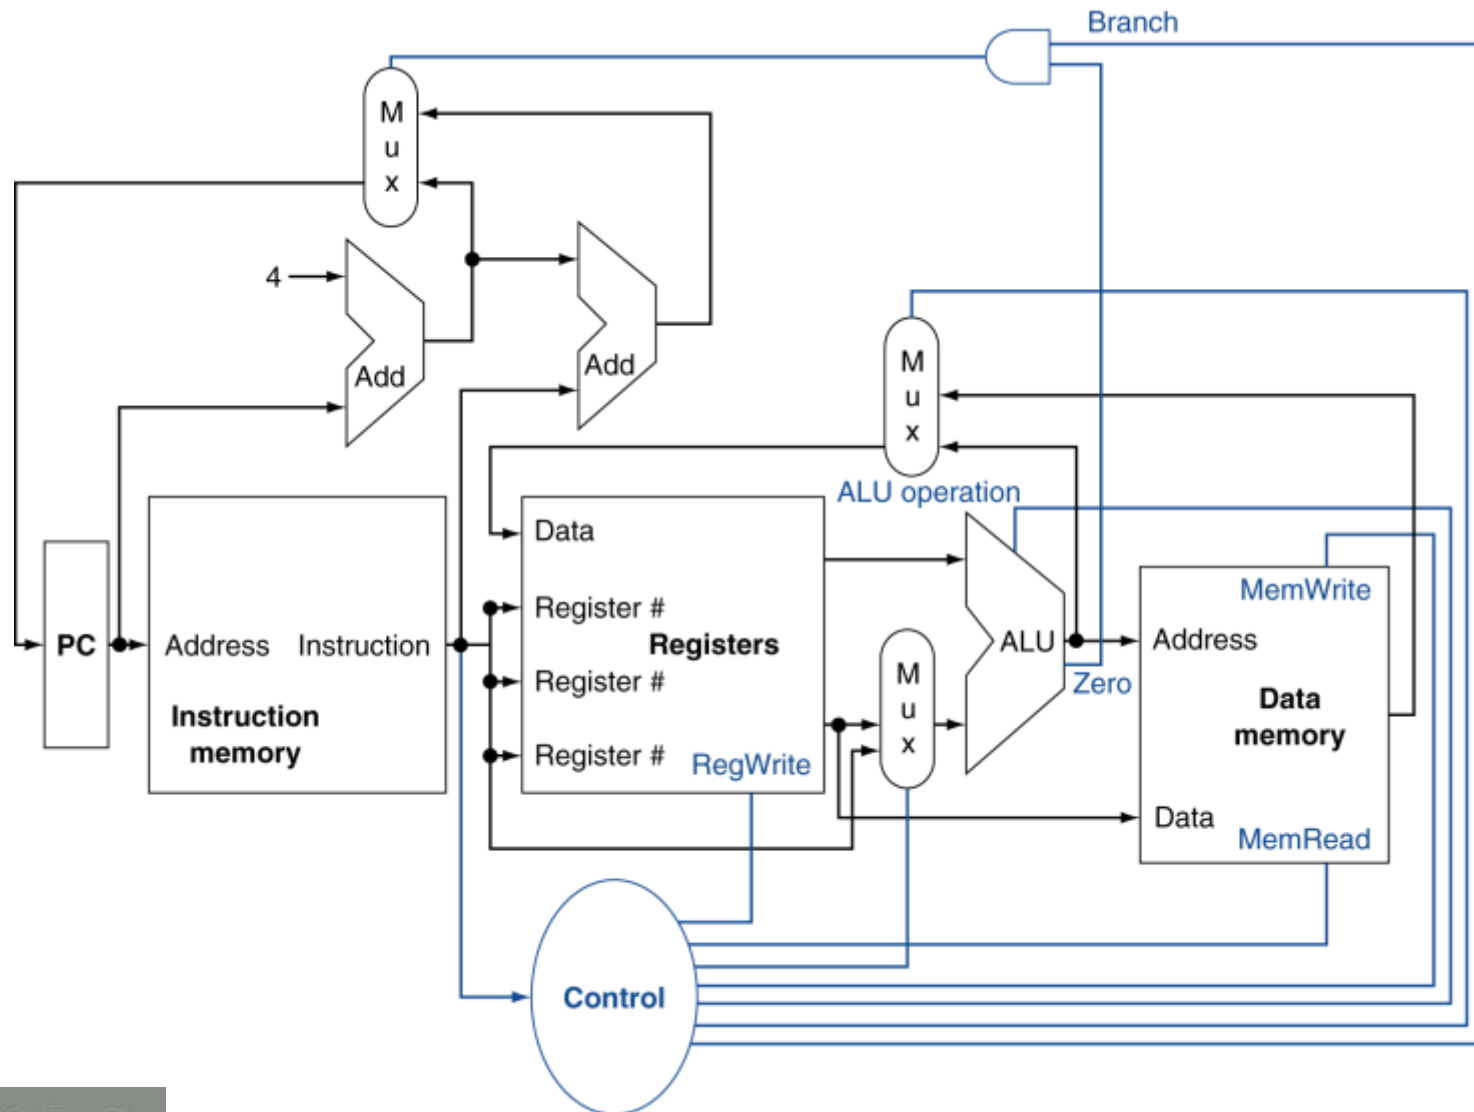 Branch
M
u
x
4
Add
Add
M
u
x
ALU operation
Data
Register #
Registers
Register #
Register #
RegWrite
PC
Address
Instruction
Instruction
memory
M
u
x
ALU
Zero
MemWrite
Address
Data
memory
Data
MemRead
Control